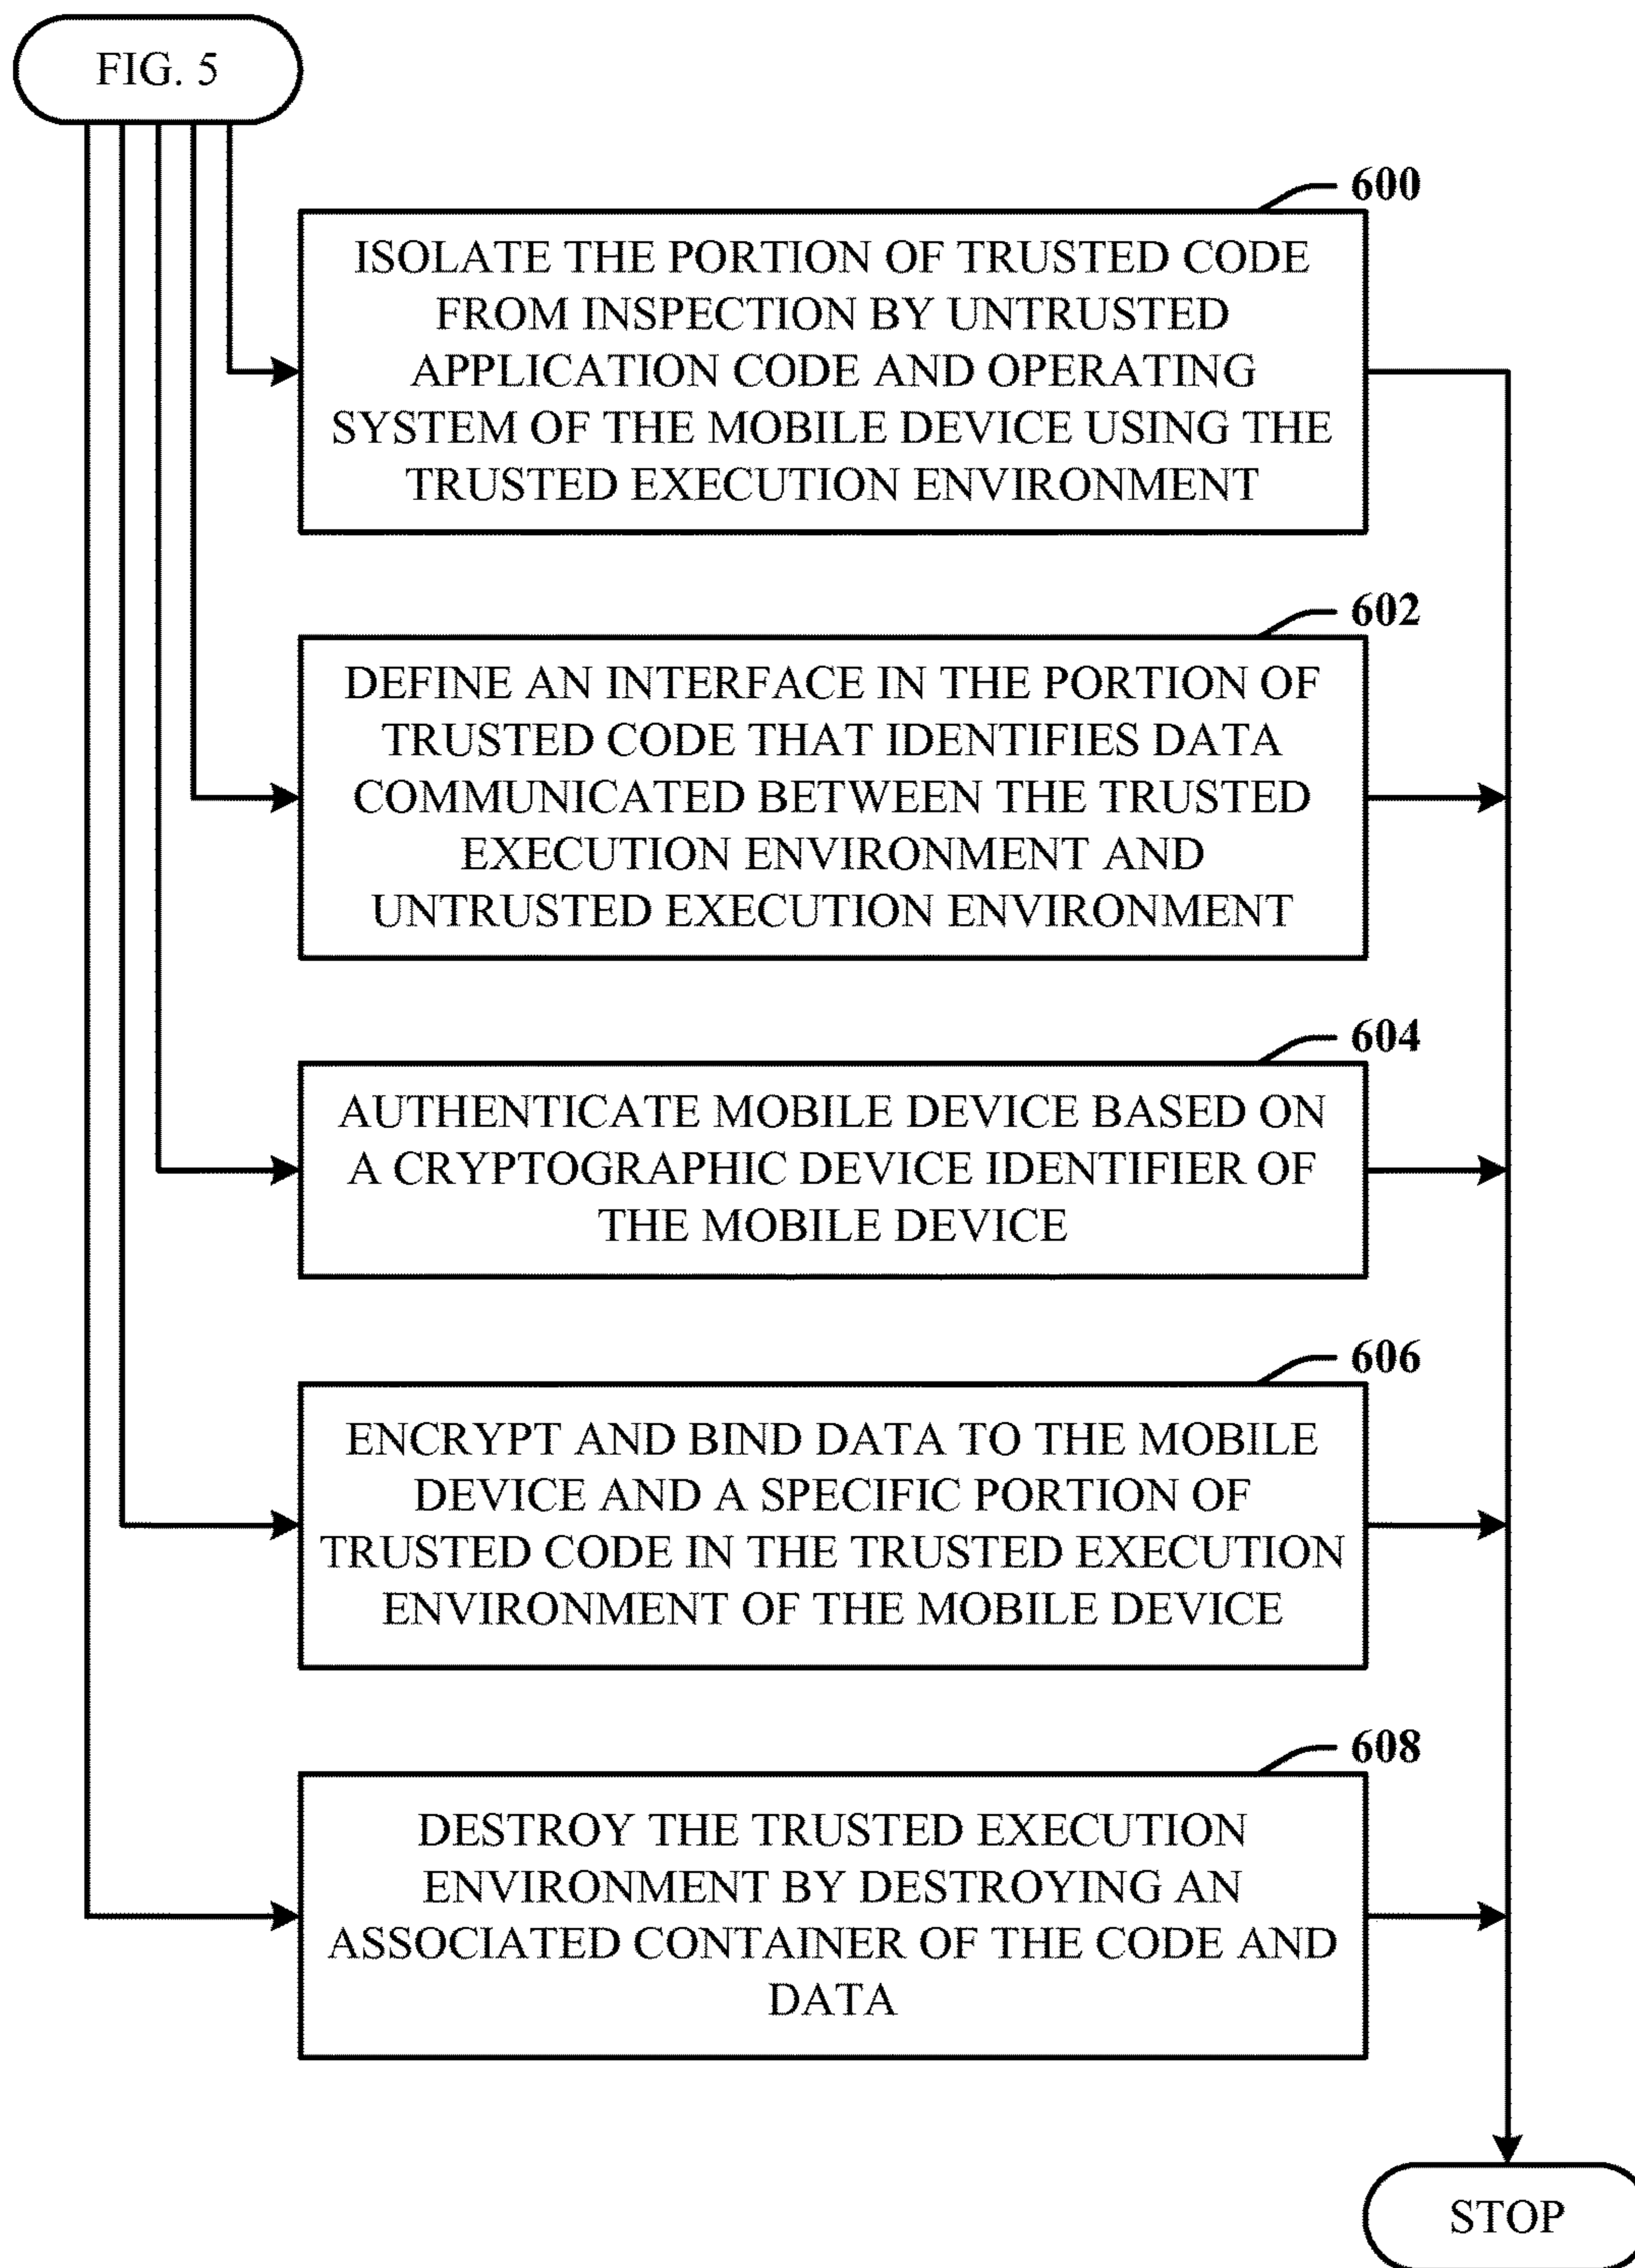 FIG. 5
600
ISOLATE THE PORTION OF TRUSTED CODE
FROM INSPECTION BY UNTRUSTED
APPLICATION CODE AND OPERATING
SYSTEM OF THE MOBILE DEVICE USING THE
TRUSTED EXECUTION ENVIRONMENT
602
DEFINE AN INTERFACE IN THE PORTION OF
TRUSTED CODE THAT IDENTIFIES DATA
COMMUNICATED BETWEEN THE TRUSTED
EXECUTION ENVIRONMENT AND
UNTRUSTED EXECUTION ENVIRONMENT
604
AUTHENTICATE MOBILE DEVICE BASED ON
A CRYPTOGRAPHIC DEVICE IDENTIFIER OF
THE MOBILE DEVICE
606
ENCRYPT AND BIND DATA TO THE MOBILE
DEVICE AND A SPECIFIC PORTION OF
TRUSTED CODE IN THE TRUSTED EXECUTION
ENVIRONMENT OF THE MOBILE DEVICE
608
DESTROY THE TRUSTED EXECUTION
ENVIRONMENT BY DESTROYING AN
ASSOCIATED CONTAINER OF THE CODE AND
DATA
STOP